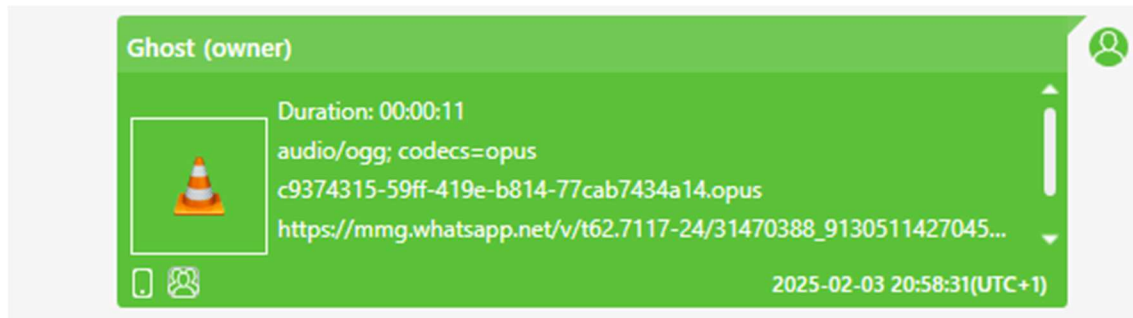 Ghost (owner)
Duration: 00:00:11
audio/ogg; codecs=opus
c9374315-59ff-419e-b814-77cab7434a14.opus
https://mmg.whatsapp.net/v/t62.7117-24/31470388_9130511427045...
2025-02-03 20:58:31(UTC+1)